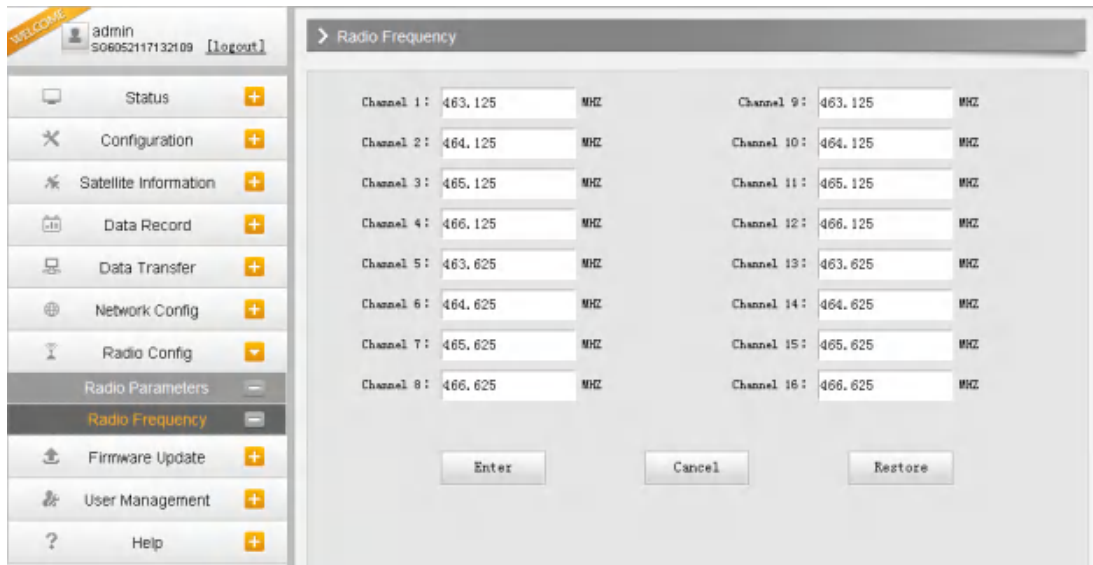 WELCOME
admin
SG6052117132109 [logout]
Status
Configuration
Satellite Information
Data Record
Data Transfer
Network Config
Radio Config
Radio Parameters
Radio Frequency
Firmware Update
User Management
Help
Radio Frequency
Channel 1: 463.125 MHZ Channel 9: 463.125 MHZ
Channel 2: 464.125 MHZ Channel 10: 464.125 MHZ
Channel 3: 465.125 MHZ Channel 11: 465.125 MHZ
Channel 4: 466.125 MHZ Channel 12: 466.125 MHZ
Channel 5: 463.625 MHZ Channel 13: 463.625 MHZ
Channel 6: 464.625 MHZ Channel 14: 464.625 MHZ
Channel 7: 465.625 MHZ Channel 15: 465.625 MHZ
Channel 8: 466.625 MHZ Channel 16: 466.625 MHZ
Enter Cancel Restore